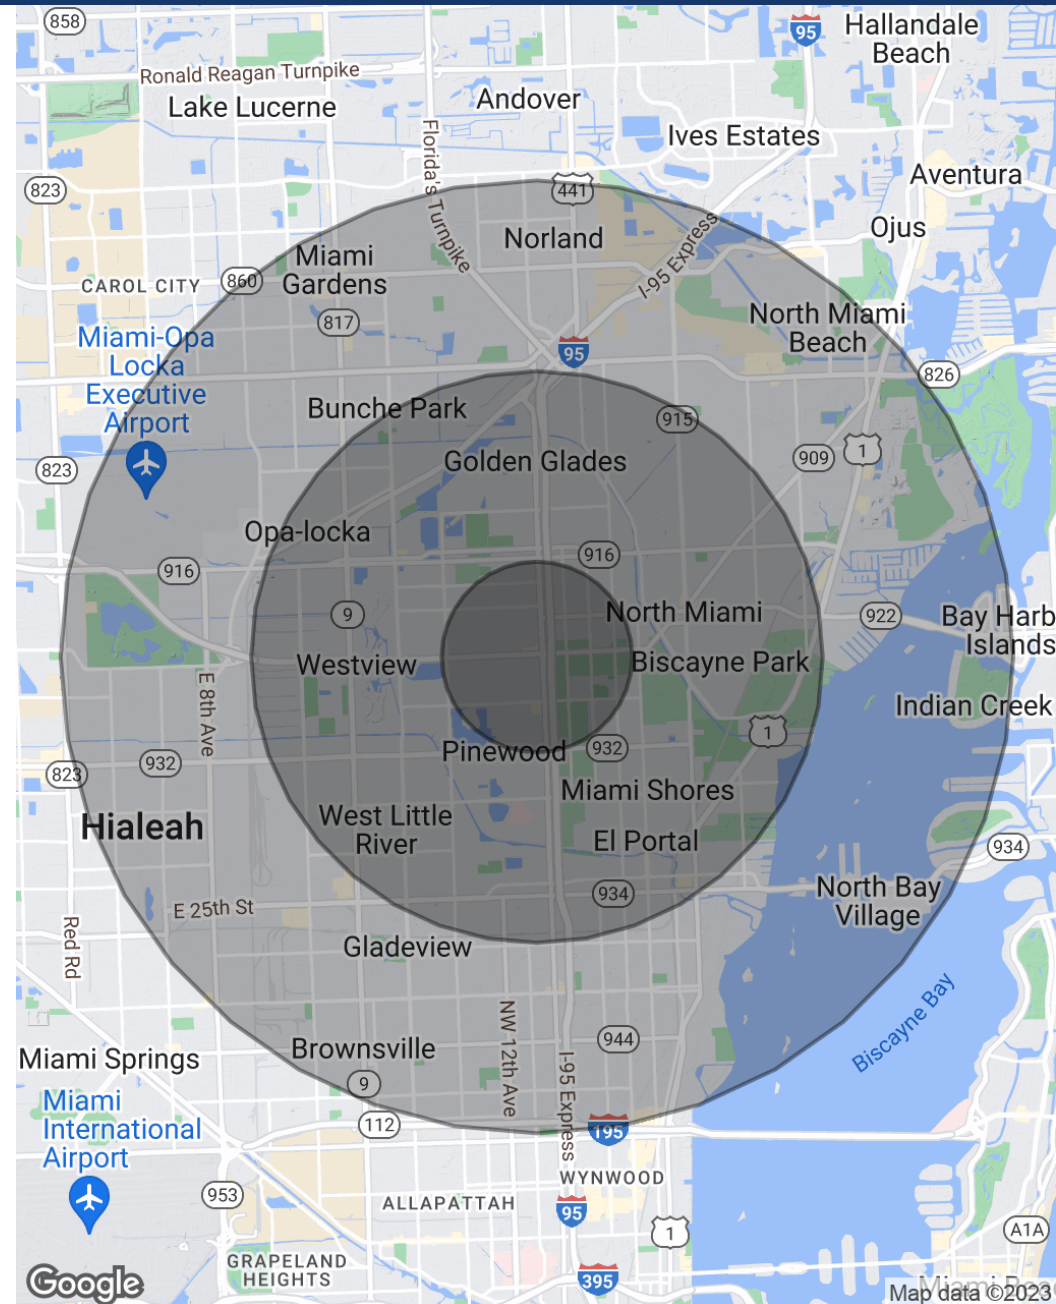 858
95
Hallandale
Beach
Ronald Reagan Turnpike
Lake Lucerne
Andover
Ives Estates
Florida's Turnpike
823
441
Aventura
Ojus
Norland
I-95 Express
Miami
Gardens
860
CAROL CITY
817
North Miami
Beach
Miami-Opa
Locka
Executive
Airport
95
826
Bunche Park
915
Golden Glades
909
1
823
Opa-locka
916
916
9
North Miami
922
Bay Harb
Islands
Westview
Biscayne Park
E 8th Ave
Indian Creek
1
Pinewood
932
932
823
Miami Shores
Hialeah
West Little
River
El Portal
934
934
North Bay
Village
E 25th St
Red Rd
Gladeview
NW 12th Ave
944
Biscayne Bay
Brownsville
I-95 Express
Miami Springs
9
Miami
International
Airport
112
195
WYNWOOD
953
ALLAPATTAH
95
1
A1A
GRAPELAND
HEIGHTS
395
Google
Map data ©2023